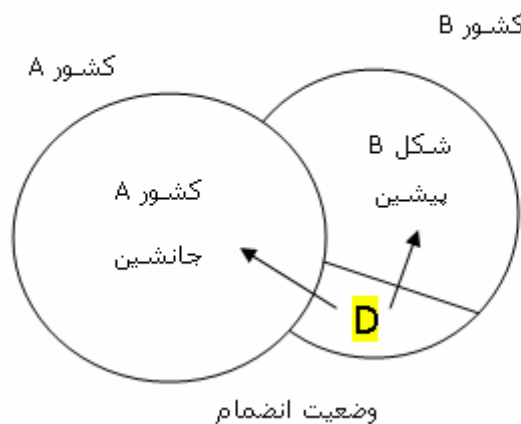 کشور B
کشور A
شکل B
پیشین
کشور A
جانشین
D
وضعیت انضمام